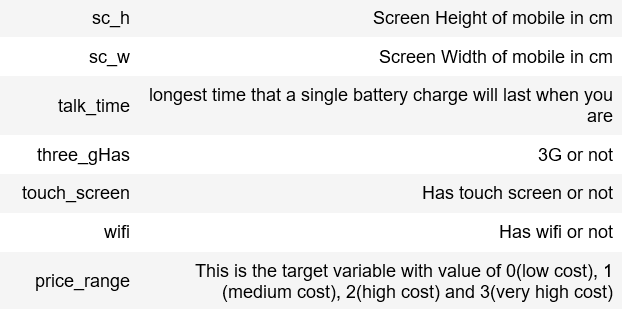 sc_h Screen Height of mobile in cm
sc_w Screen Width of mobile in cm
talk_time longest time that a single battery charge will last when you
are
three_gHas 3G or not
touch_screen Has touch screen or not
wifi Has wifi or not
price_range This is the target variable with value of 0(low cost), 1
(medium cost), 2(high cost) and 3(very high cost)